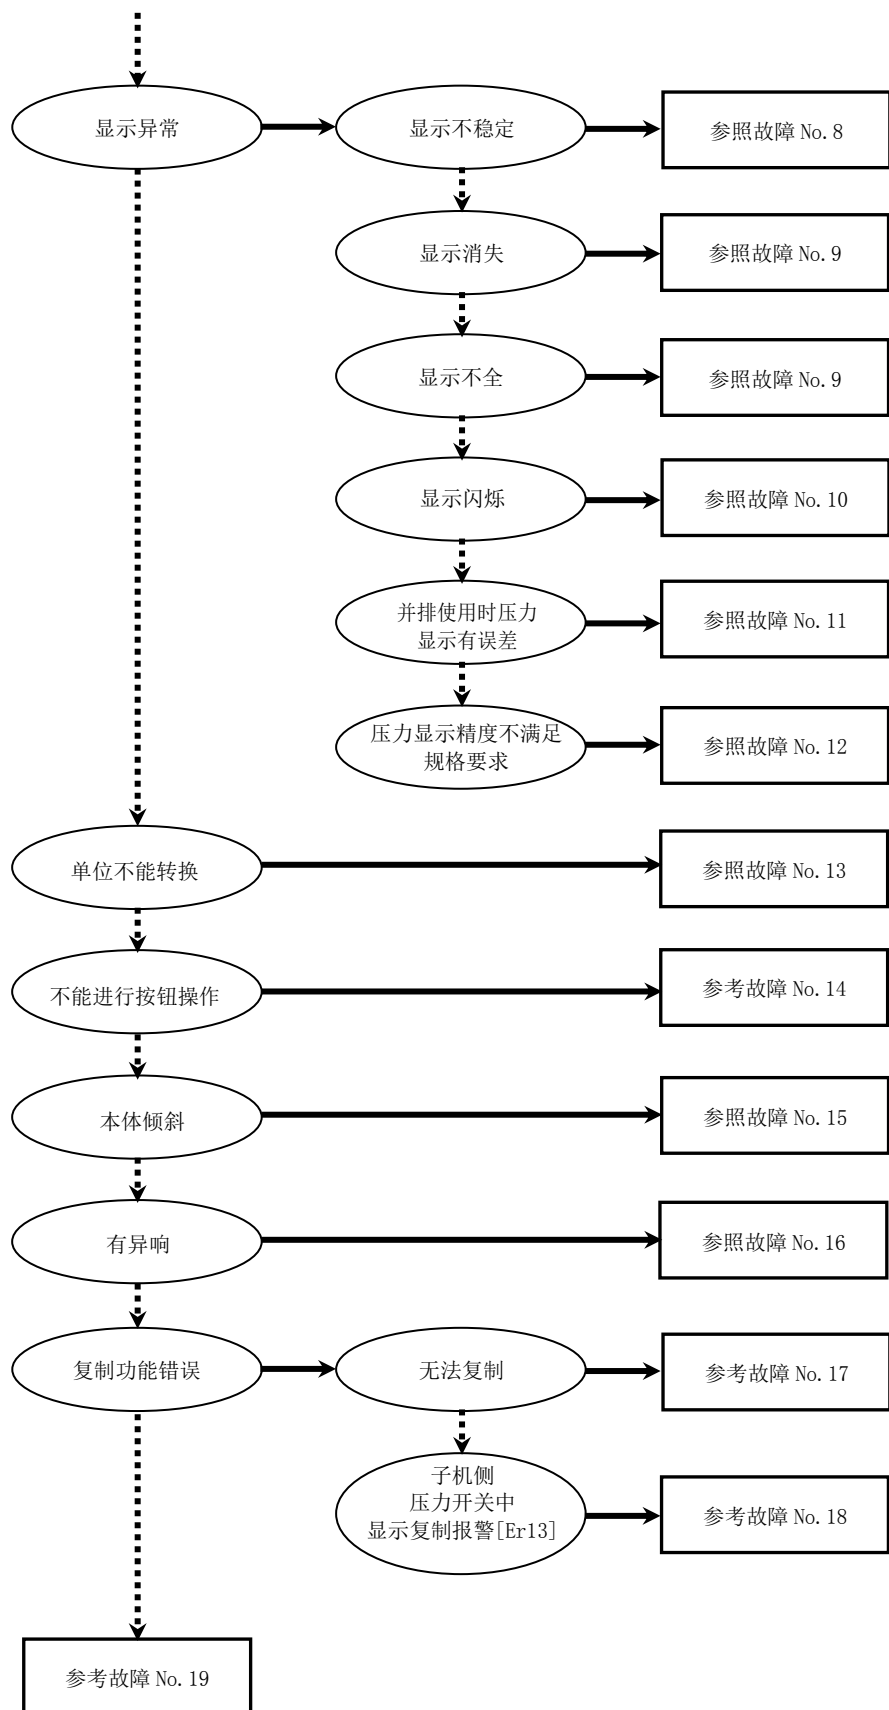 显示异常
显示不稳定
参照故障 No.8
显示消失
参照故障 No.9
显示不全
参照故障 No.9
显示闪烁
参照故障 No.10
并排使用时压力
显示有误差
参照故障 No.11
压力显示精度不满足
规格要求
参照故障 No.12
单位不能转换
参照故障 No.13
不能进行按钮操作
参考故障 No.14
本体倾斜
参照故障 No.15
有异响
参照故障 No.16
复制功能错误
无法复制
参考故障 No.17
子机侧
压力开关中
显示复制报警[Er13]
参考故障 No.18
参考故障 No.19